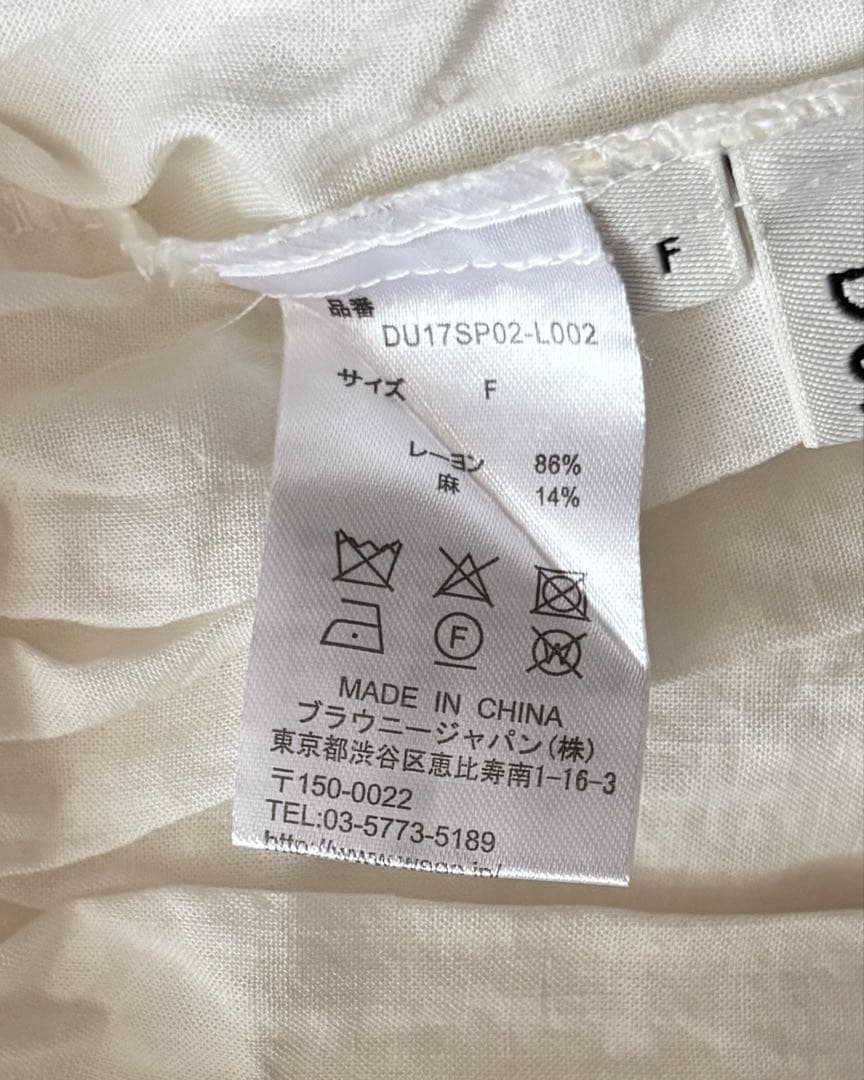 F
品番
DU17SP02-L002
サイズ F
レーヨン 86%
麻 14%
F
W
MADE IN CHINA
ブラウニージャパン(株)
東京都渋谷区恵比寿南1-16-3
〒150-0022
TEL:03-5773-5189